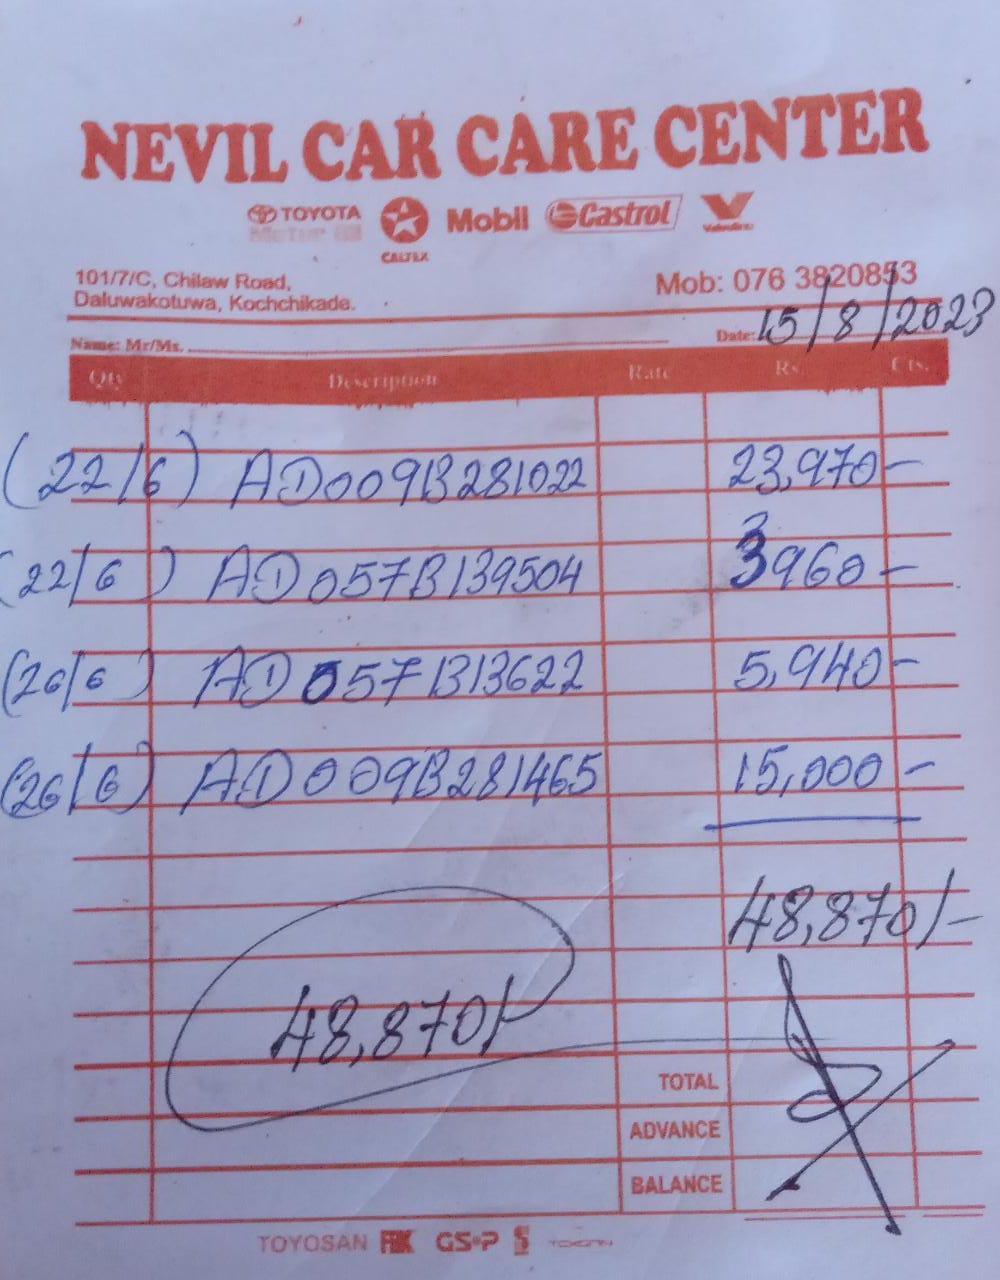 NEVIL CAR CARE CENTER
TOYOTA Mobil Castrol Valvoline
CALTEX
101/7/C, Chilaw Road,
Daluwakotuwa, Kochchikade.
Mob: 076 3820853
Name: Mr/Ms.
Date: 15/8/2023
Qty Description Rate Rs. Cts.
(22/6) AD009B281022 23,970-
(22/6) AD057B139504 3960-
(26/6) AD057B13622 5,940-
(26/6) AD009B281465 15,000-
48,870/-
48,870/-
TOTAL
ADVANCE
BALANCE
TOYOSAN GS-P